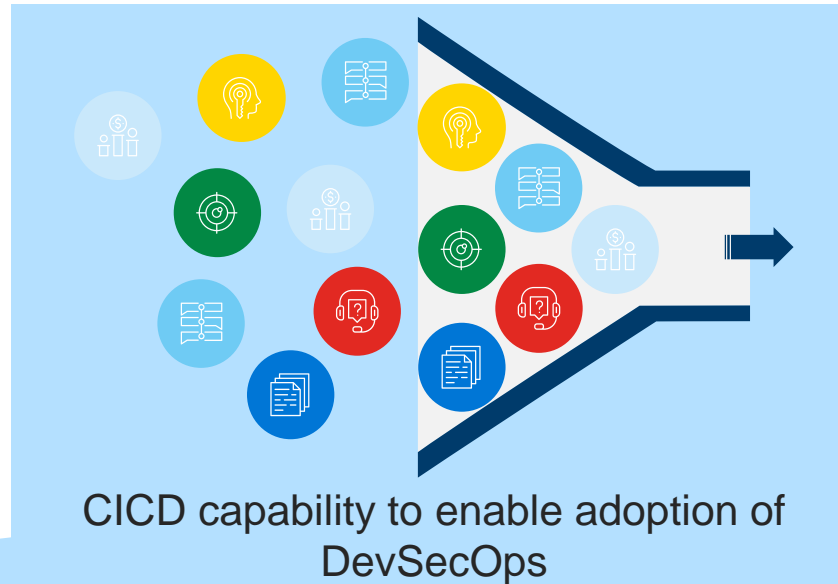 $
$
?
$
?
CICD capability to enable adoption of
DevSecOps